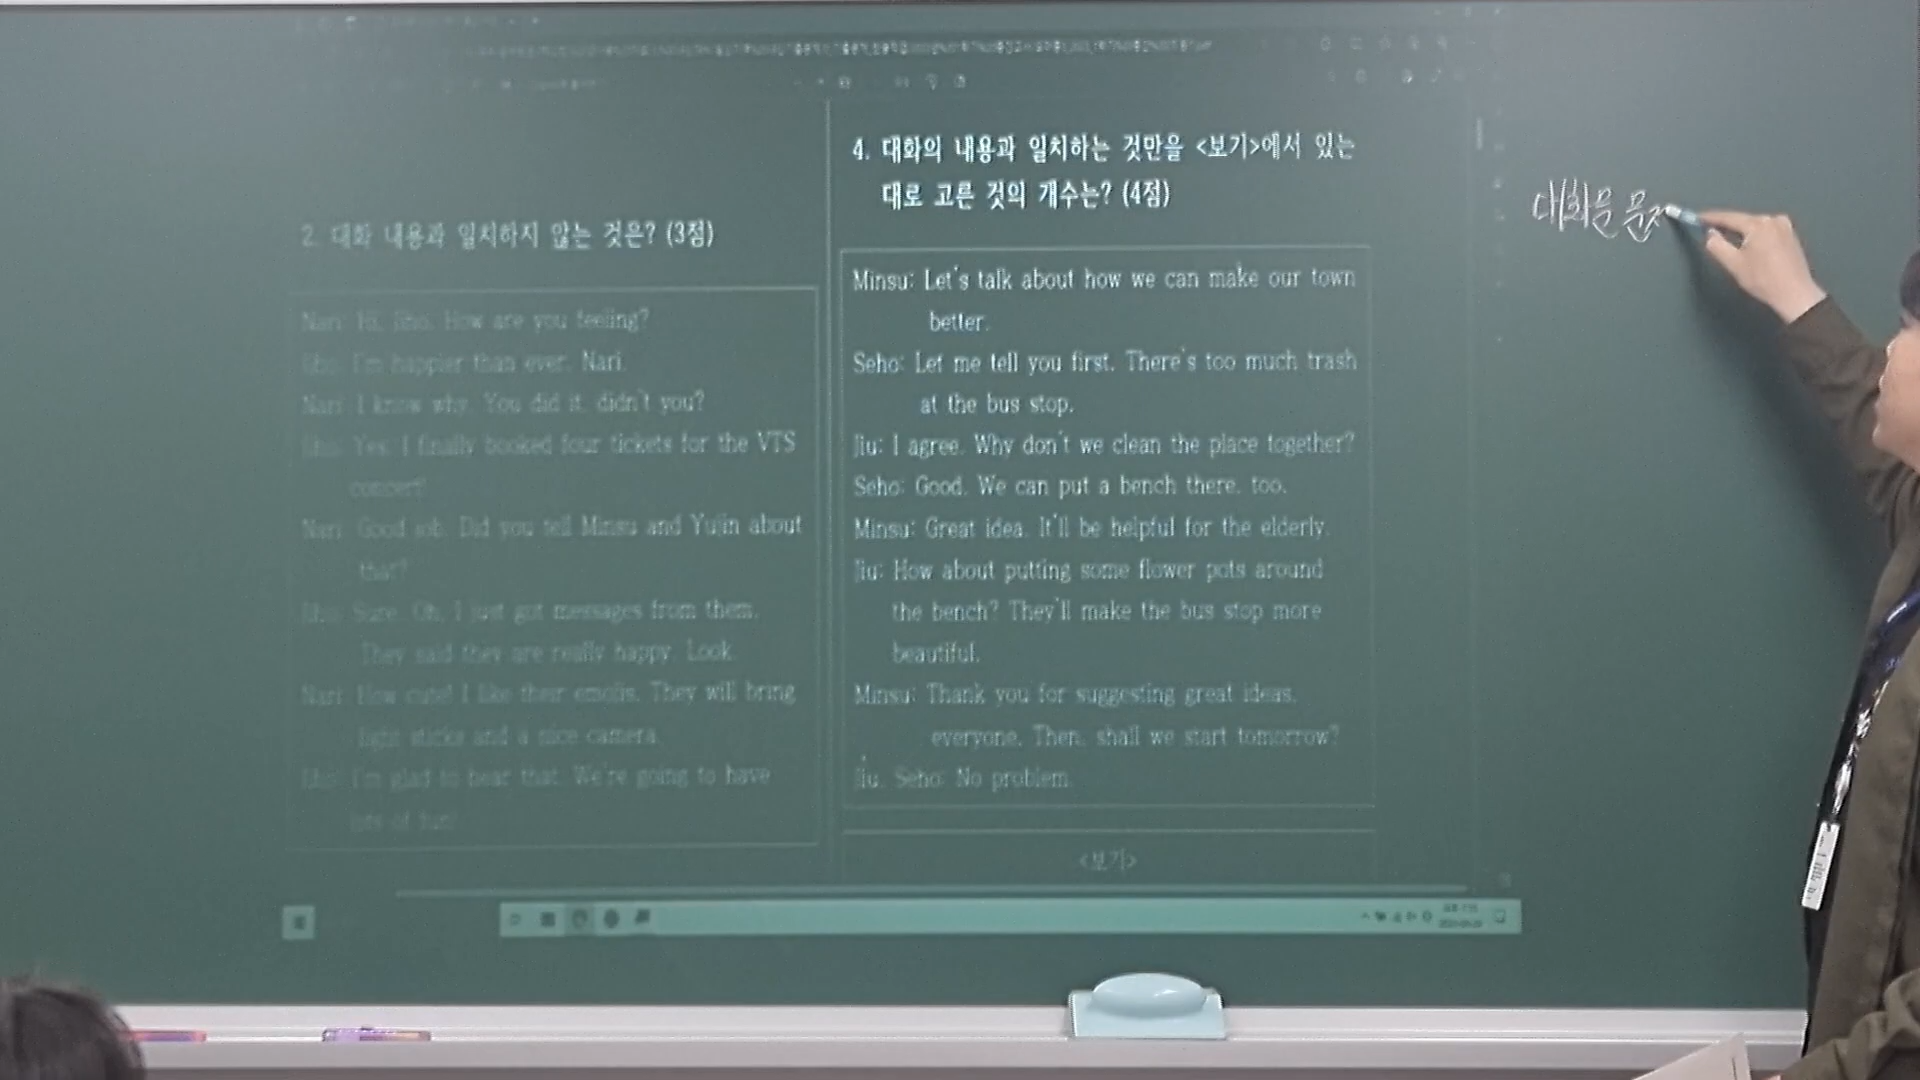 2. 대화 내용과 일치하지 않는 것은? (3점)
Nari: Hi, Jiho. How are you feeling?
Jiho: I'm happier than ever, Nari.
Nari: I know why. You did it, didn't you?
Jiho: Yes. I finally booked four tickets for the VTS
concert!
Nari: Good job. Did you tell Minsu and Yujin about
that?
Jiho: Sure. Oh, I just got messages from them.
They said they are really happy. Look.
Nari: How cute! I like their emojis. They will bring
light sticks and a nice camera.
Jiho: I'm glad to hear that. We're going to have
lots of fun!
4. 대화의 내용과 일치하는 것만을 <보기>에서 있는
대로 고른 것의 개수는? (4점)
Minsu: Let's talk about how we can make our town
better.
Seho: Let me tell you first. There's too much trash
at the bus stop.
Jiu: I agree. Why don't we clean the place together?
Seho: Good. We can put a bench there, too.
Minsu: Great idea. It'll be helpful for the elderly.
Jiu: How about putting some flower pots around
the bench? They'll make the bus stop more
beautiful.
Minsu: Thank you for suggesting great ideas,
everyone. Then, shall we start tomorrow?
Jiu, Seho: No problem.
<보기>
대화문 문